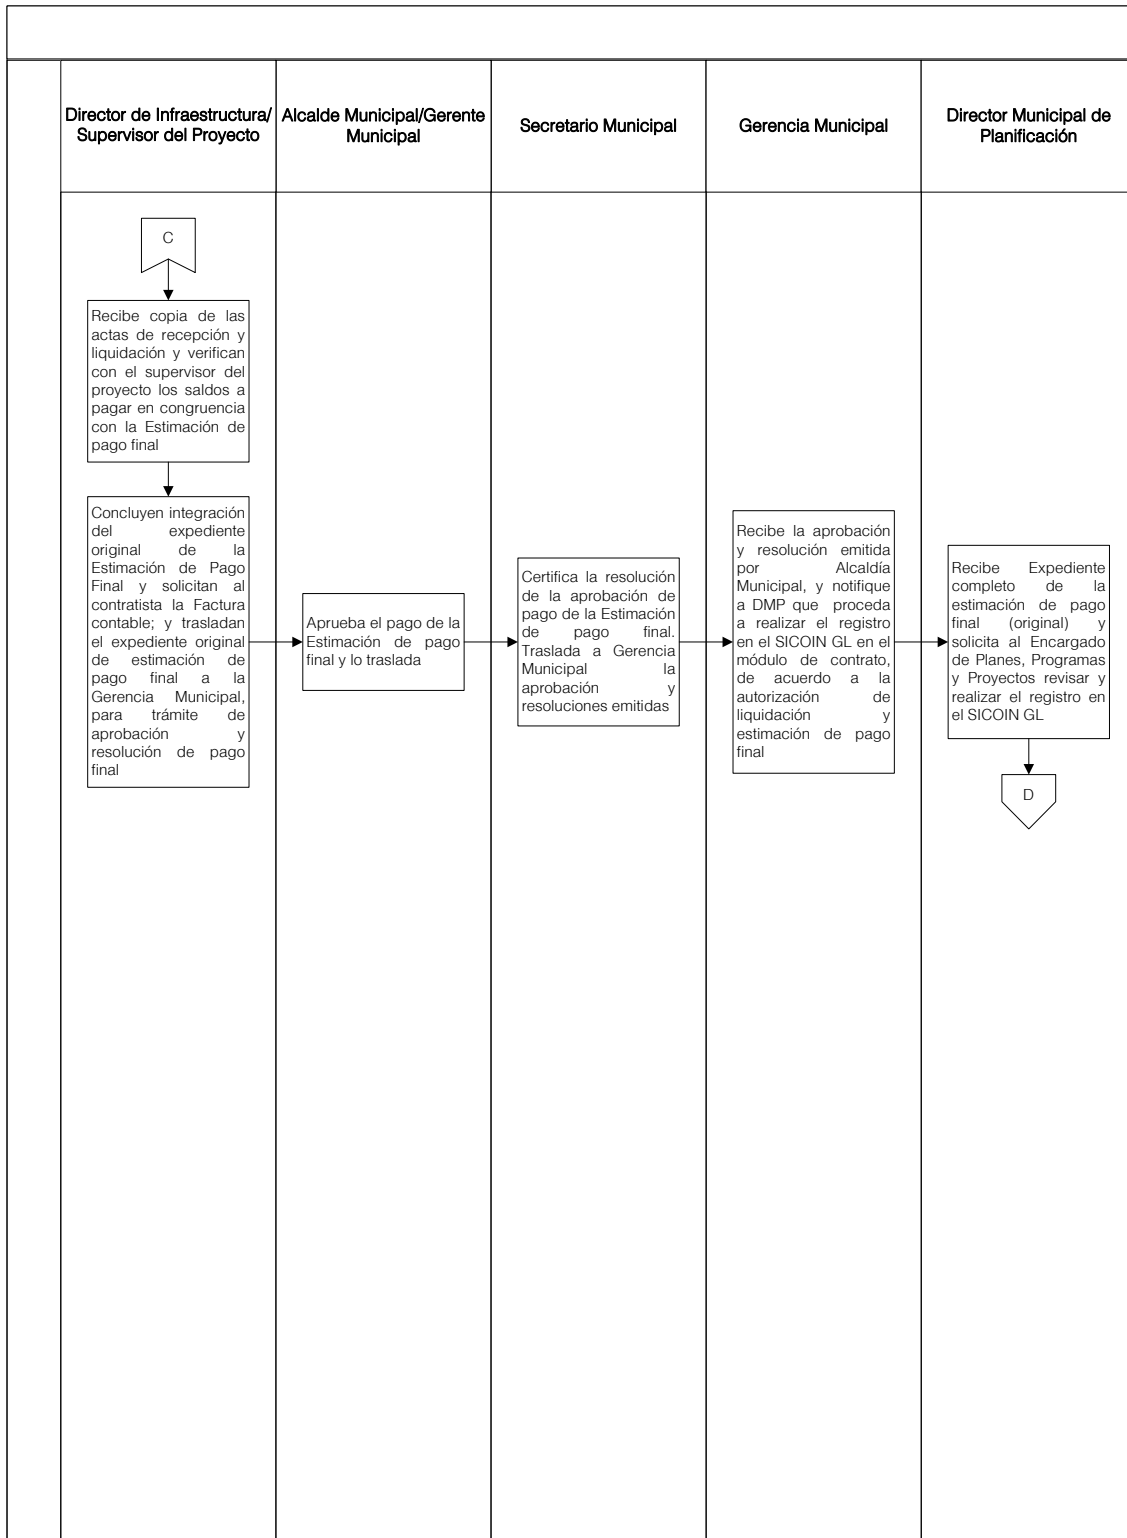 Director de Infraestructura/
Supervisor del Proyecto
Alcalde Municipal/Gerente
Municipal
Secretario Municipal
Gerencia Municipal
Director Municipal de
Planificación
C
Recibe copia de las
actas de recepción y
liquidación y verifican
con el supervisor del
proyecto los saldos a
pagar en congruencia
con la Estimación de
pago final
Concluyen integración
del expediente
original de la
Estimación de Pago
Final y solicitan al
contratista la Factura
contable; y trasladan
el expediente original
de estimación de
pago final a la
Gerencia Municipal,
para trámite de
aprobación y
resolución de pago
final
Aprueba el pago de la
Estimación de pago
final y lo traslada
Certifica la resolución
de la aprobación de
pago de la Estimación
de pago final.
Traslada a Gerencia
Municipal la
aprobación y
resoluciones emitidas
Recibe la aprobación
y resolución emitida
por Alcaldía
Municipal, y notifique
a DMP que proceda
a realizar el registro
en el SICOIN GL en el
módulo de contrato,
de acuerdo a la
autorización de
liquidación y
estimación de pago
final
Recibe Expediente
completo de la
estimación de pago
final (original) y
solicita al Encargado
de Planes, Programas
y Proyectos revisar y
realizar el registro en
el SICOIN GL
D